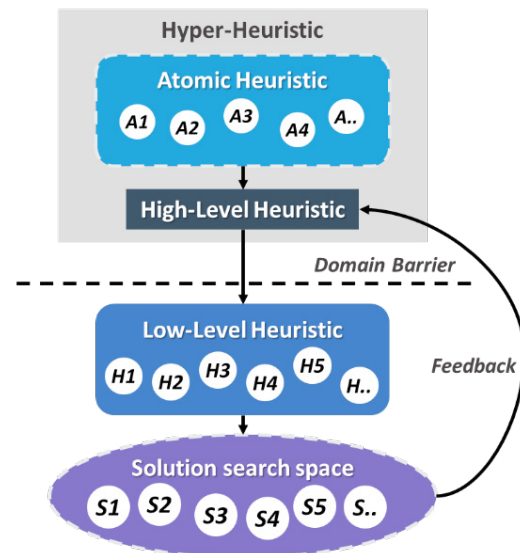 Hyper-Heuristic
Atomic Heuristic
A1 A2 A3 A4 A..
High-Level Heuristic
Domain Barrier
Low-Level Heuristic
H1 H2 H3 H4 H5 H..
Feedback
Solution search space
S1 S2 S3 S4 S5 S..